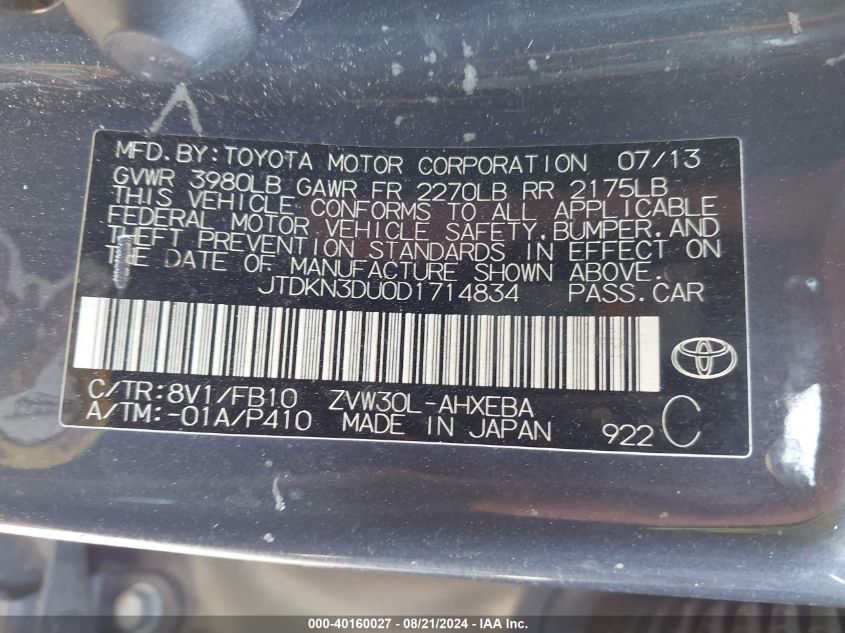 MFD.BY:TOYOTA MOTOR CORPORATION 07/13
GVWR 3980LB GAWR FR 2270LB RR 2175LB
THIS VEHICLE CONFORMS TO ALL APPLICABLE
FEDERAL MOTOR VEHICLE SAFETY,BUMPER,AND
THEFT PREVENTION STANDARDS IN EFFECT ON
THE DATE OF MANUFACTURE SHOWN ABOVE.
JTDKN3DU0D1714834 PASS.CAR
C/TR:8V1/FB10 ZVW30L-AHXEBA
A/TM:-01A/P410 MADE IN JAPAN 922 C
000-40160027 - 08/21/2024 - IAAI.com